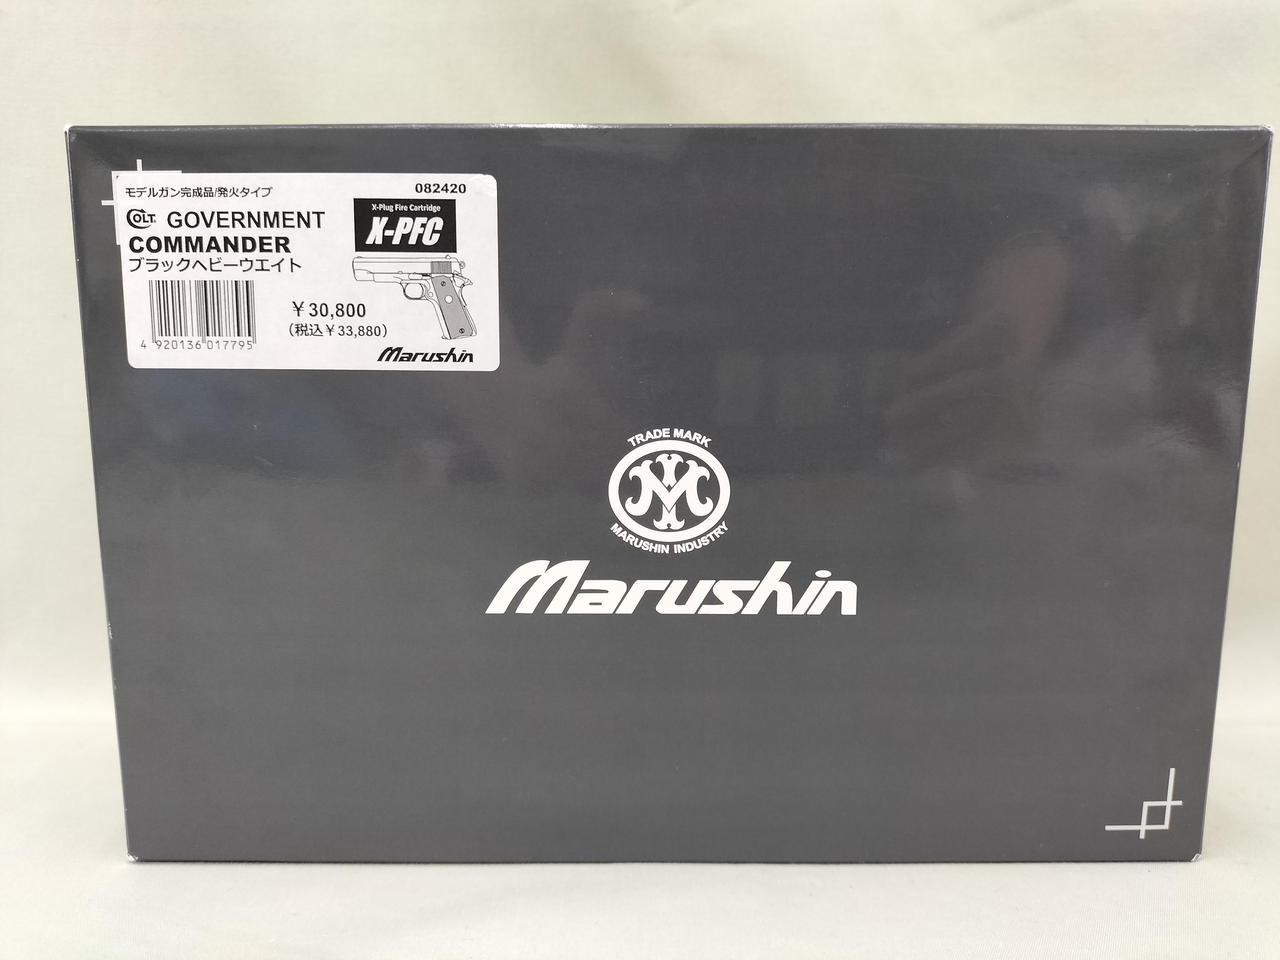 モデルガン完成品/発火タイプ 082420
COLT GOVERNMENT
COMMANDER
ブラックヘビーウエイト
X-Plug Fire Cartridge
X-PFC
￥30,800
(税込￥33,880)
4 920136 017795
Marushin
TRADE MARK
M
MARUSHIN INDUSTRY
Marushin